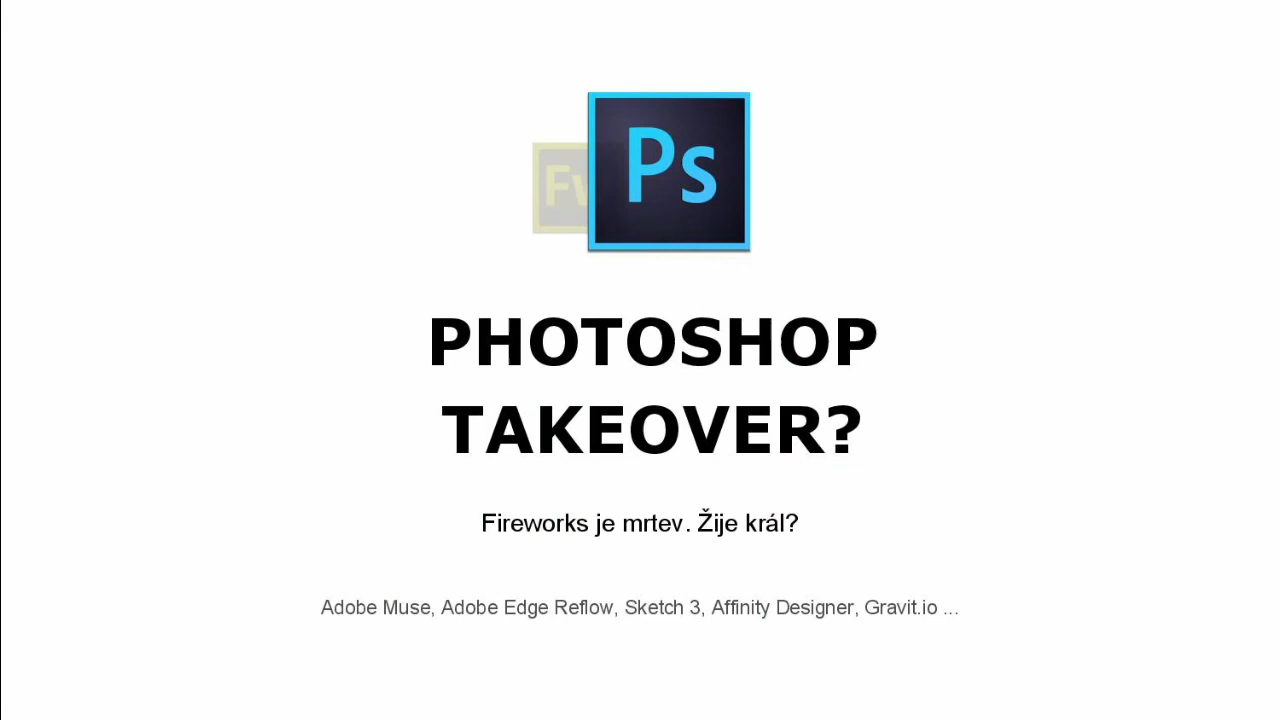 Fw
Ps
PHOTOSHOP
TAKEOVER?
Fireworks je mrtev. Žije král?
Adobe Muse, Adobe Edge Reflow, Sketch 3, Affinity Designer, Gravit.io ...